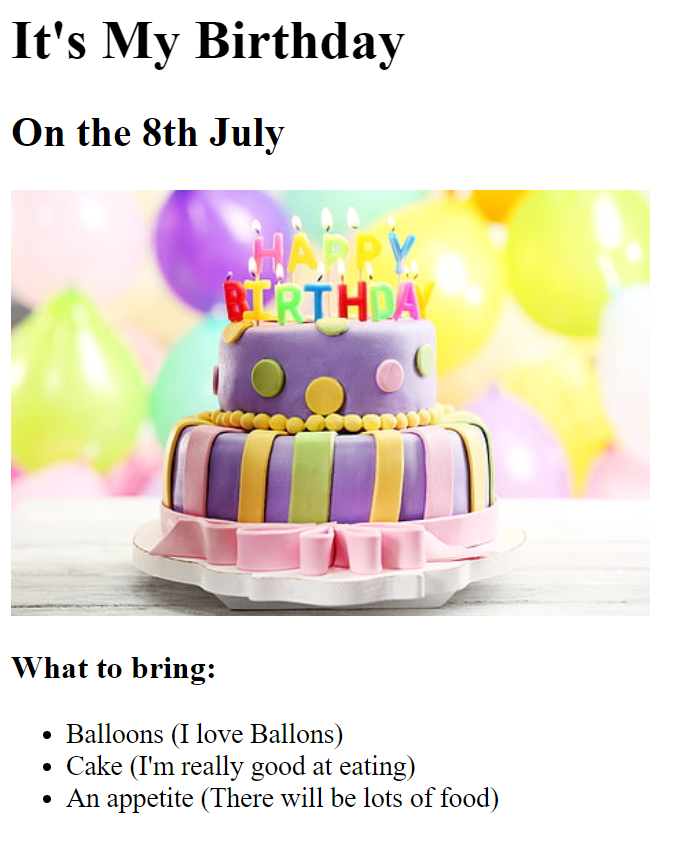 It's My Birthday
On the 8th July
HAPPY
BIRTHDAY
What to bring:
Balloons (I love Ballons)
Cake (I'm really good at eating)
An appetite (There will be lots of food)